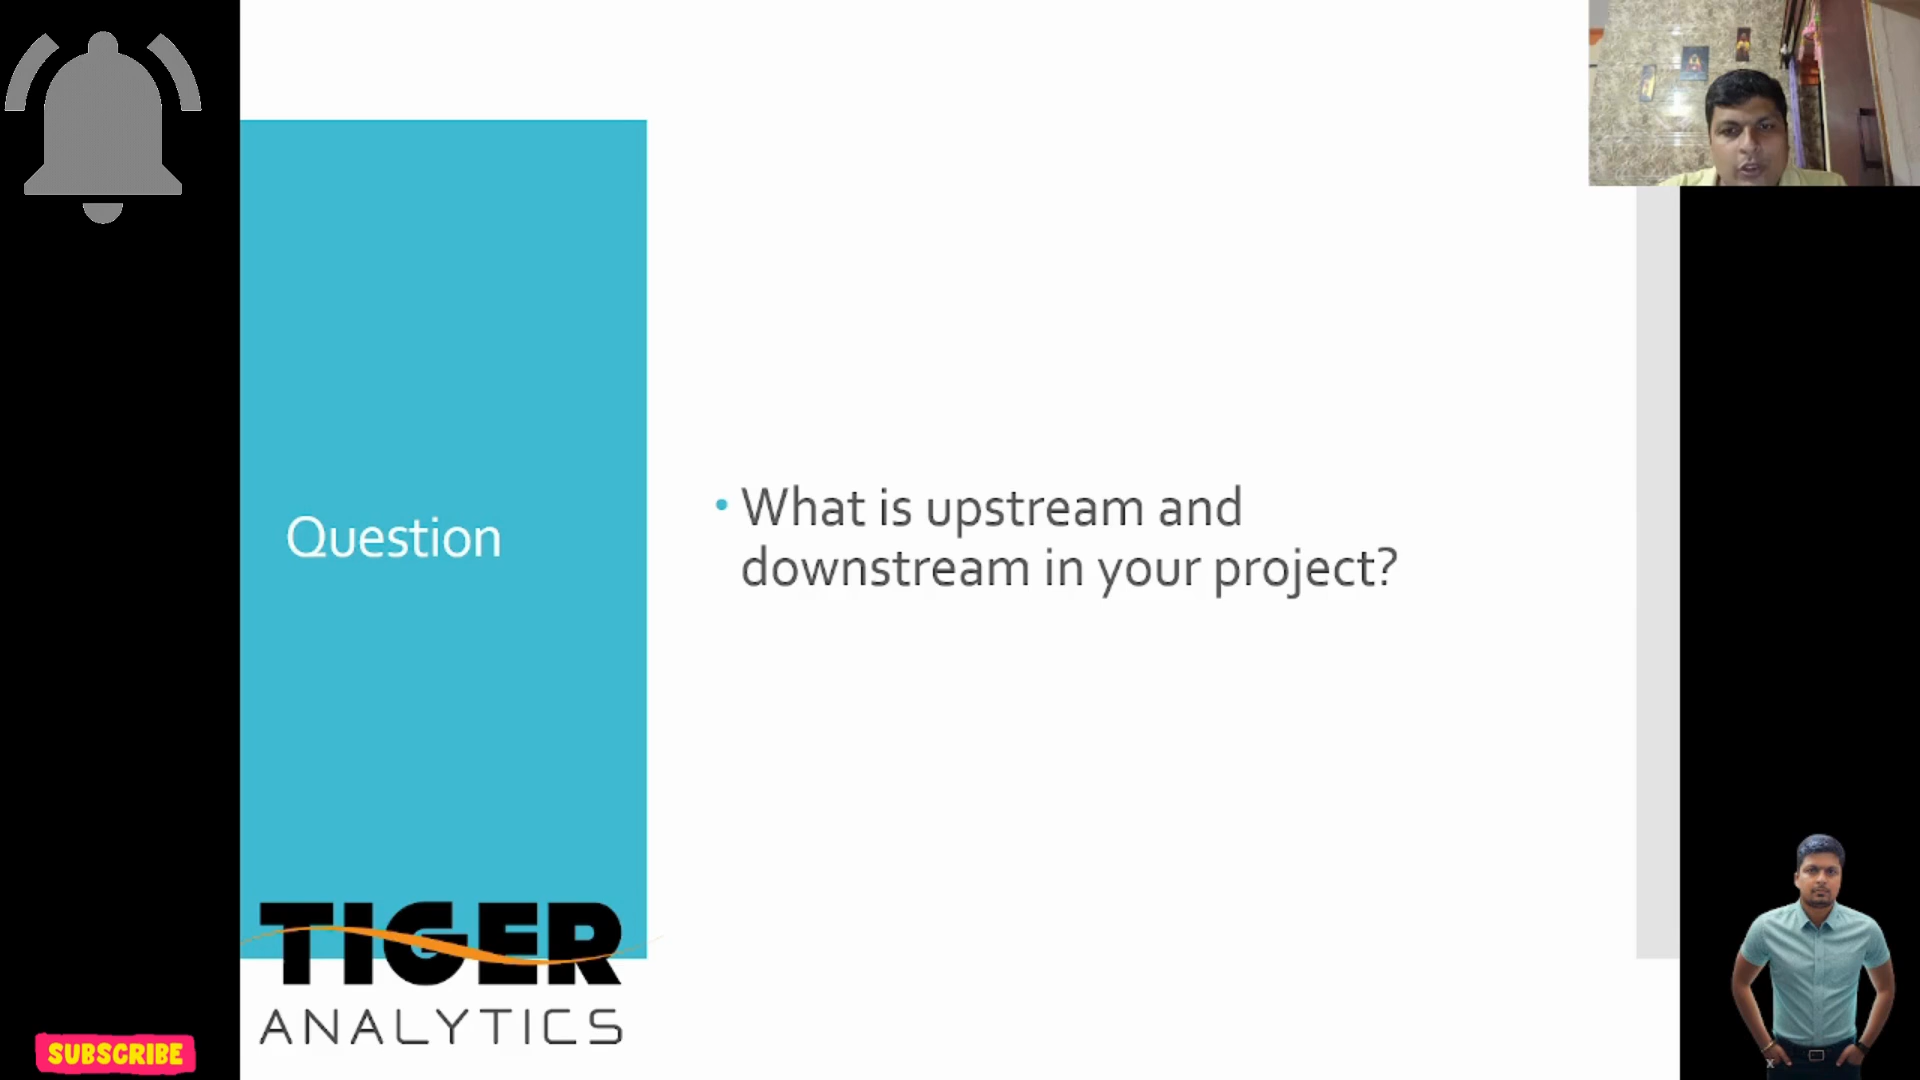 Question
• What is upstream and
downstream in your project?
TIGER
ANALYTICS
SUBSCRIBE
x